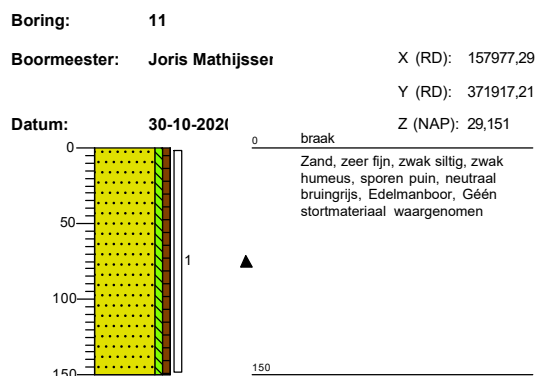 Boring: 11
Boormeester: Joris Mathijsser X (RD): 157977,29
Y (RD): 371917,21
Datum: 30-10-2020 Z (NAP): 29,151
0 0 braak
Zand, zeer fijn, zwak siltig, zwak
humeus, sporen puin, neutraal
bruingrijs, Edelmanboor, Géén
stortmateriaal waargenomen
50
1
100
150 150